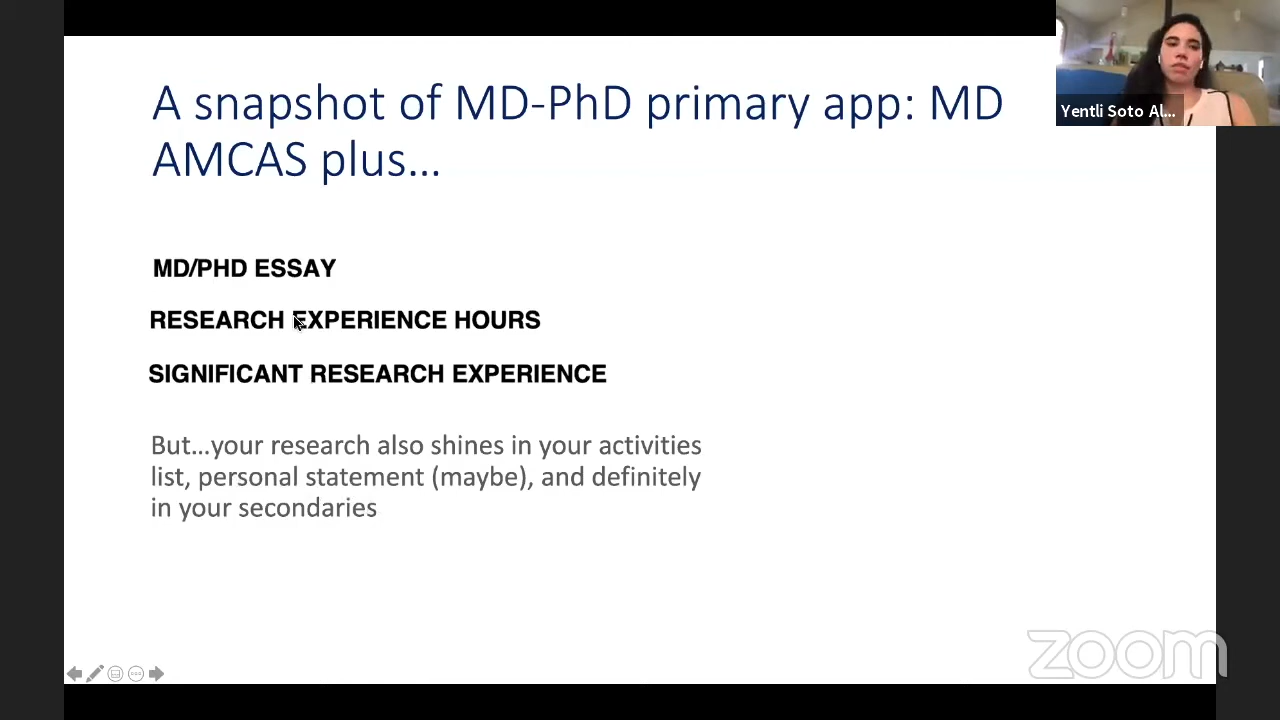 A snapshot of MD-PhD primary app: MD
AMCAS plus...
Yentli Soto Al...
MD/PHD ESSAY
RESEARCH EXPERIENCE HOURS
SIGNIFICANT RESEARCH EXPERIENCE
But...your research also shines in your activities
list, personal statement (maybe), and definitely
in your secondaries
zoom